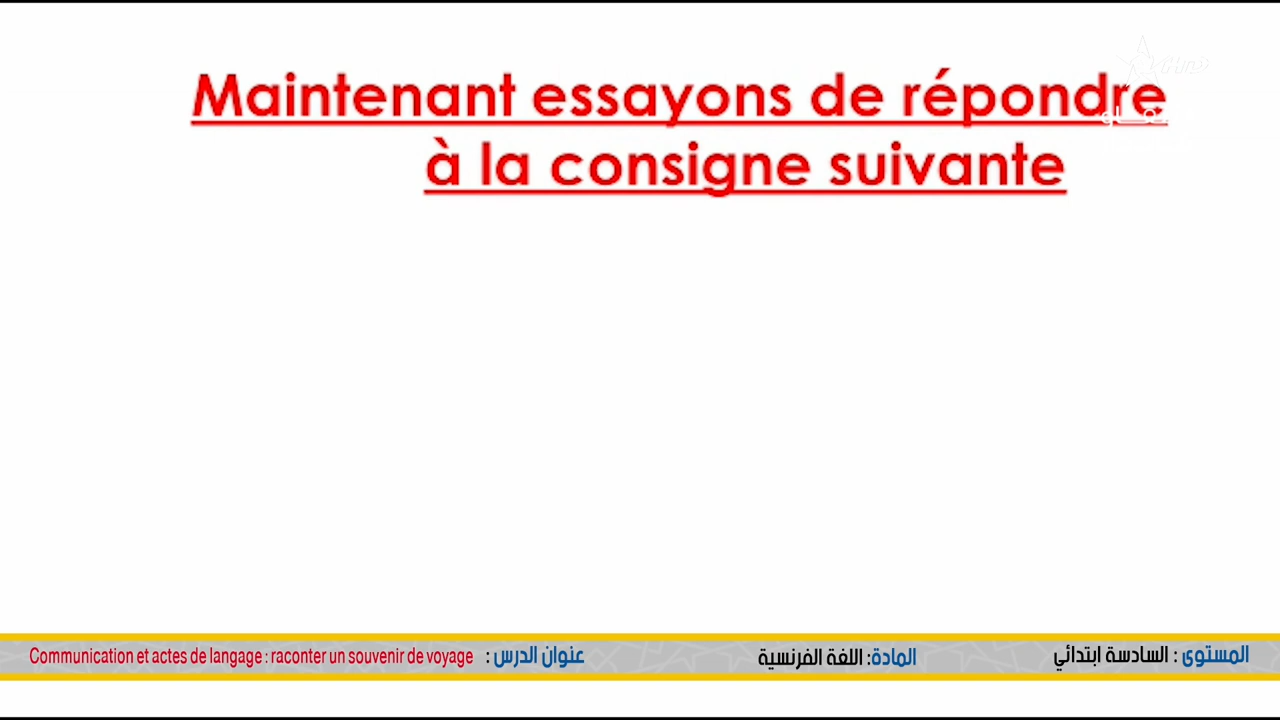 Maintenant essayons de répondre
à la consigne suivante
المستوى : السادسة ابتدائي
المادة: اللغة الفرنسية
عنوان الدرس : Communication et actes de langage : raconter un souvenir de voyage